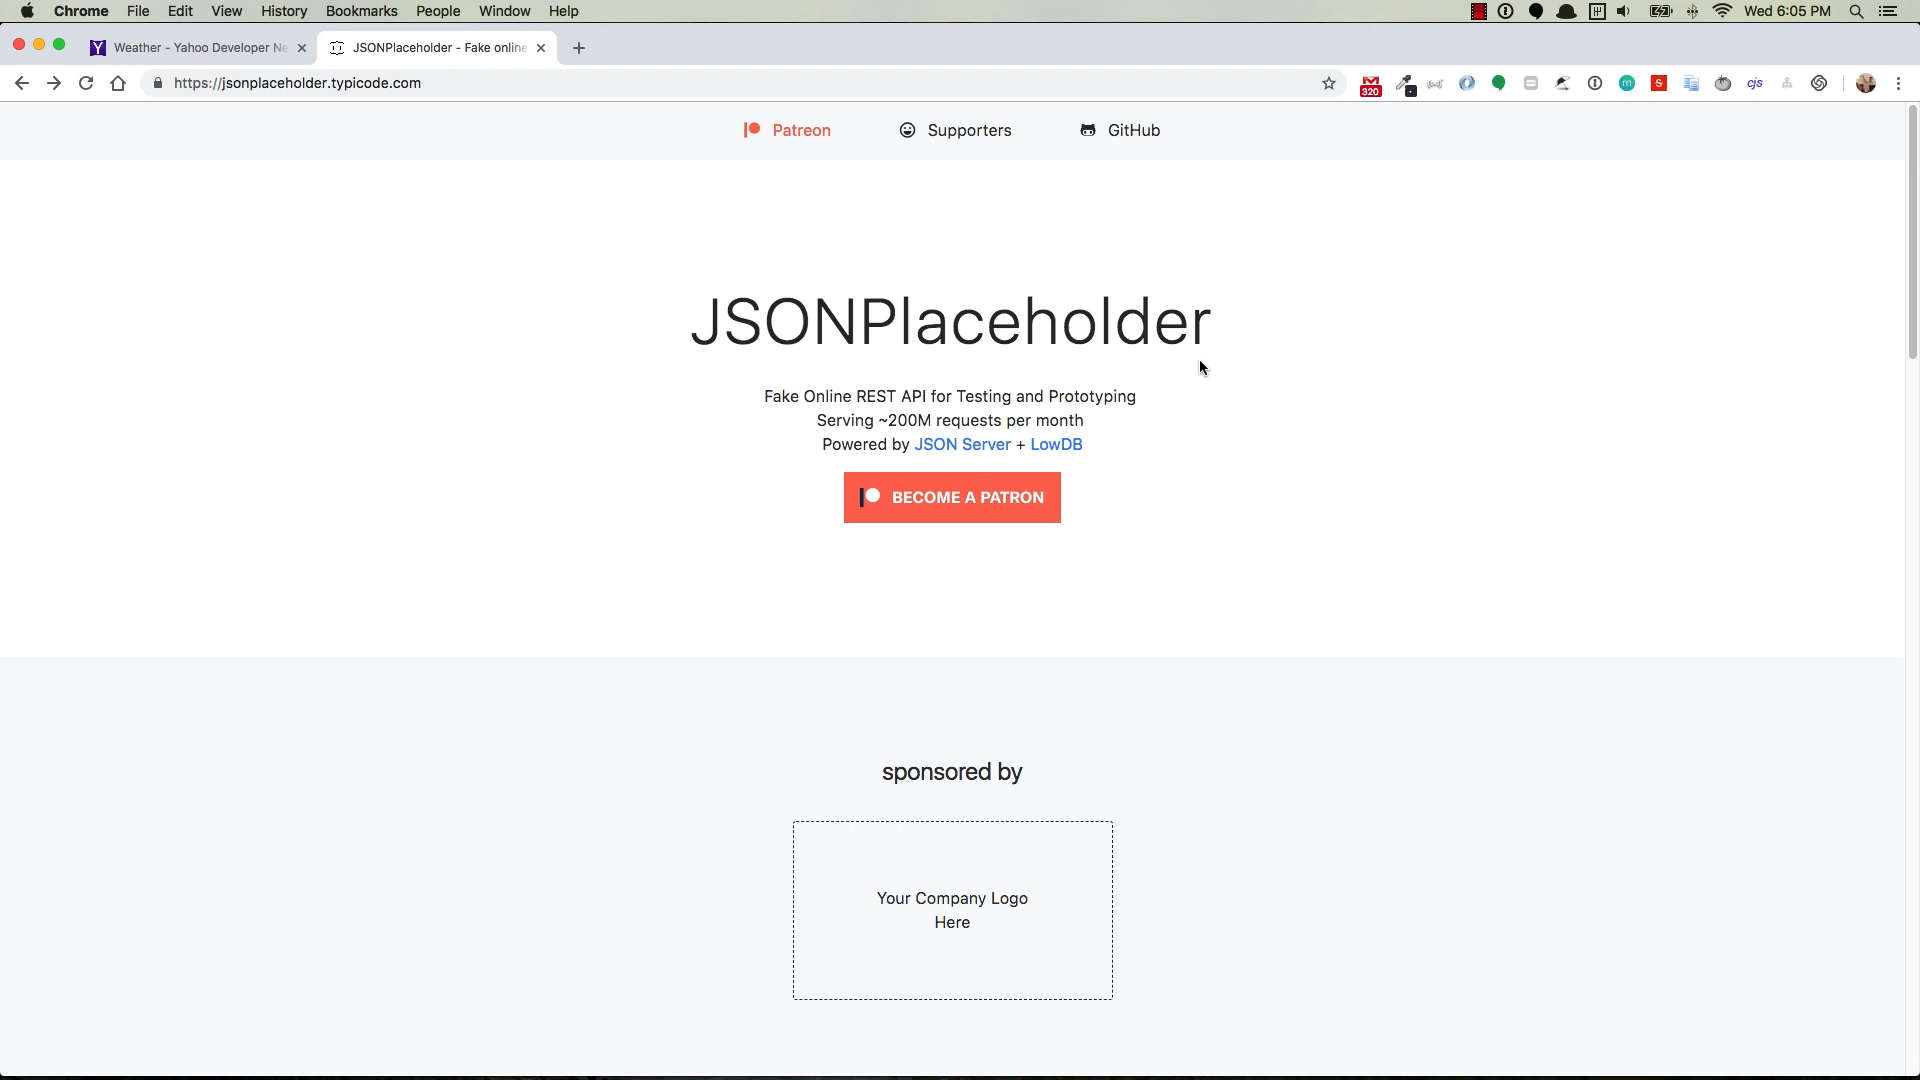 Chrome File Edit View History Bookmarks People Window Help Wed 6:05 PM
Weather - Yahoo Developer Ne JSONPlaceholder - Fake online
https://jsonplaceholder.typicode.com
320
m
S
cjs
Patreon Supporters GitHub
JSONPlaceholder
Fake Online REST API for Testing and Prototyping
Serving ~200M requests per month
Powered by JSON Server + LowDB
BECOME A PATRON
sponsored by
Your Company Logo
Here